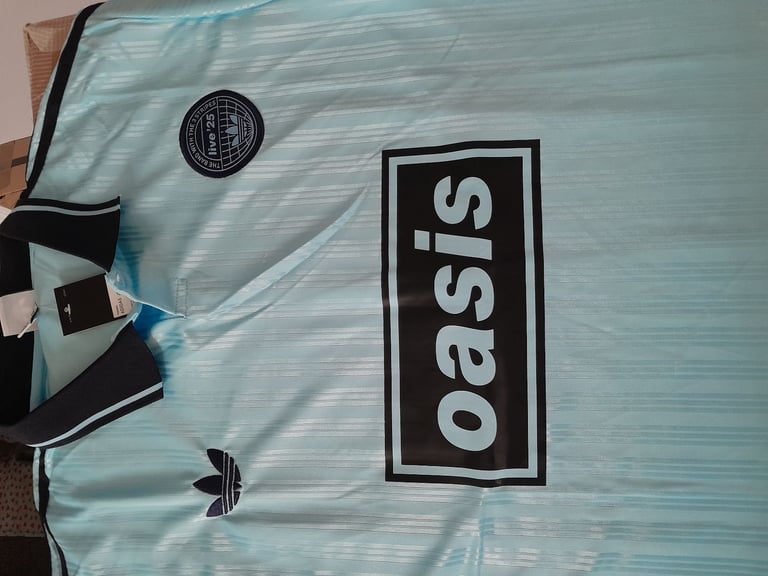 THE BAND WITH THE 3 STRIPES
live '25
oasis